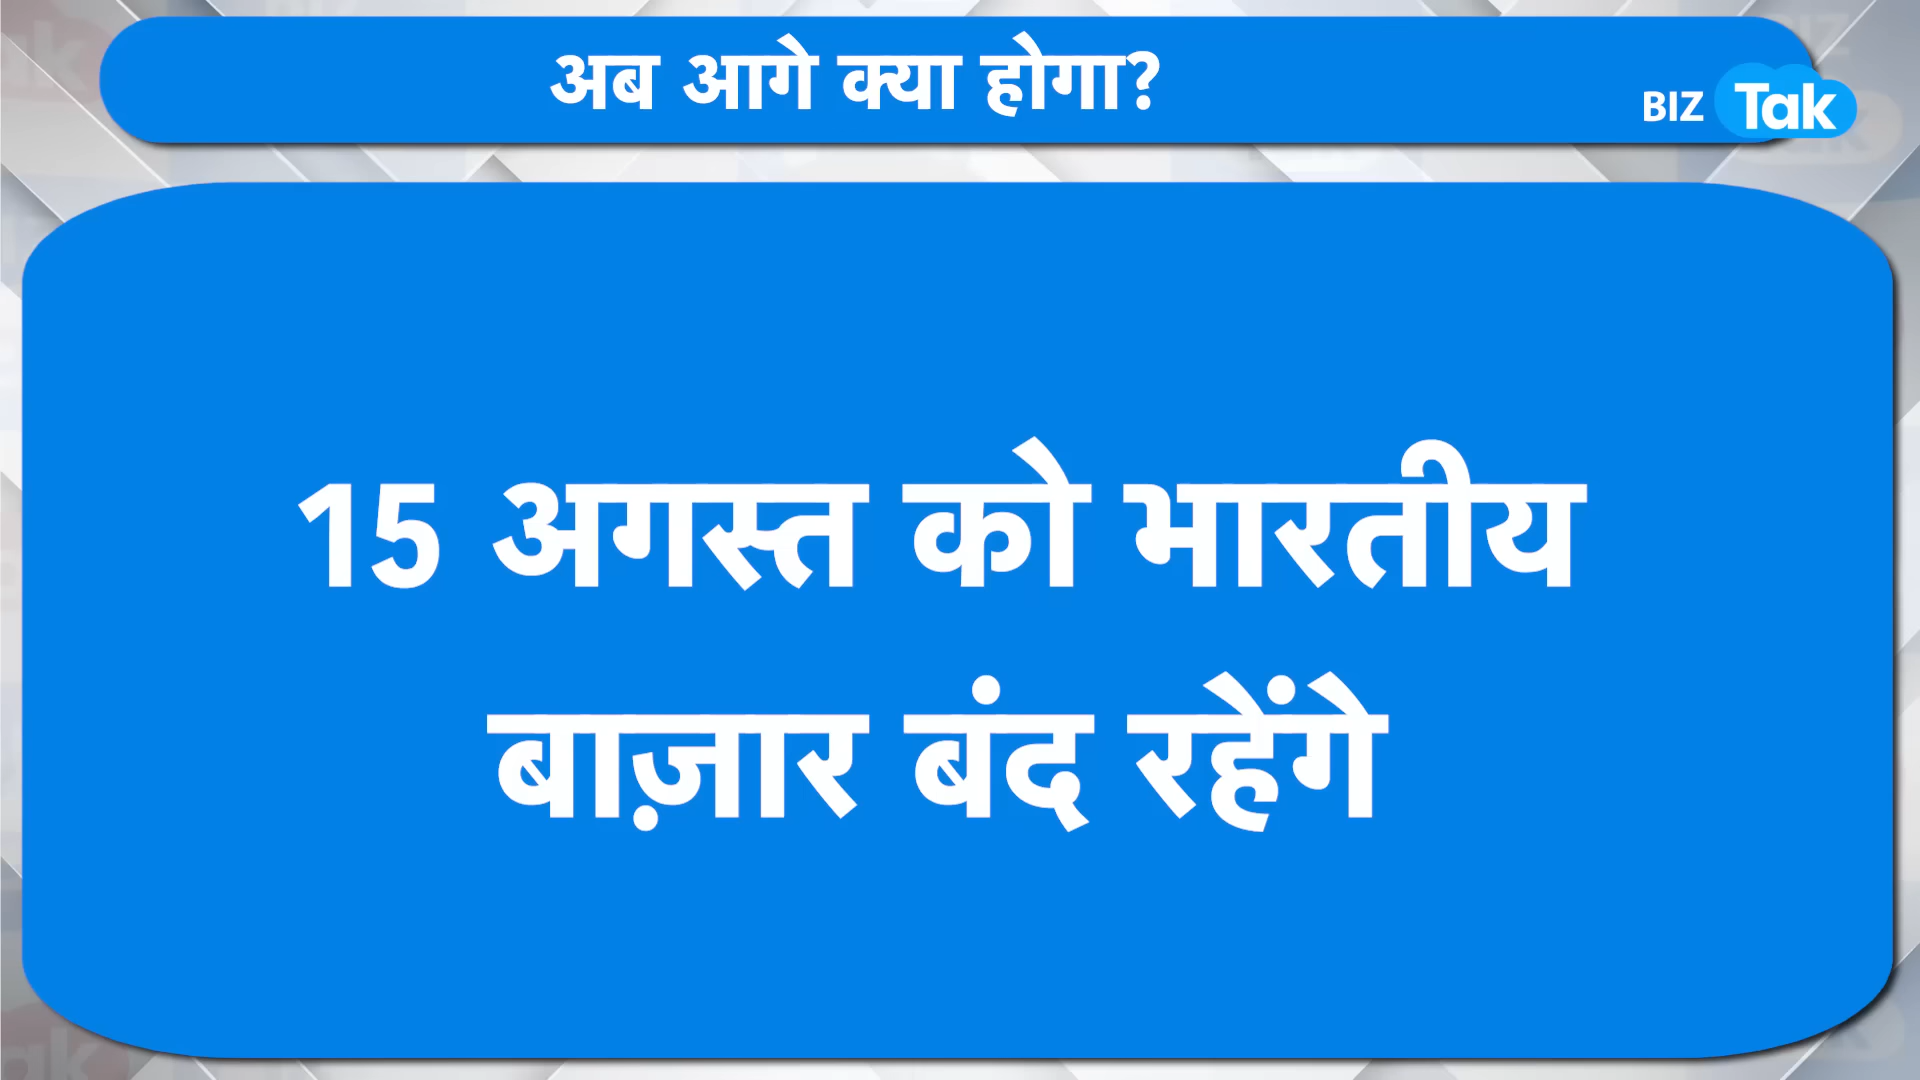 अब आगे क्या होगा?
BIZ Tak
15 अगस्त को भारतीय
बाज़ार बंद रहेंगे